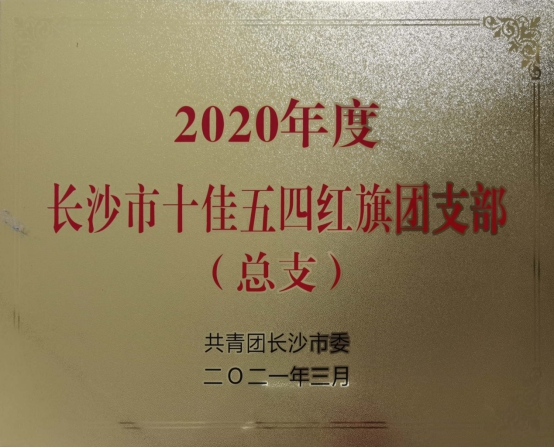 2020年度
长沙市十佳五四红旗团支部
（总支）
共青团长沙市委
二〇二一年三月